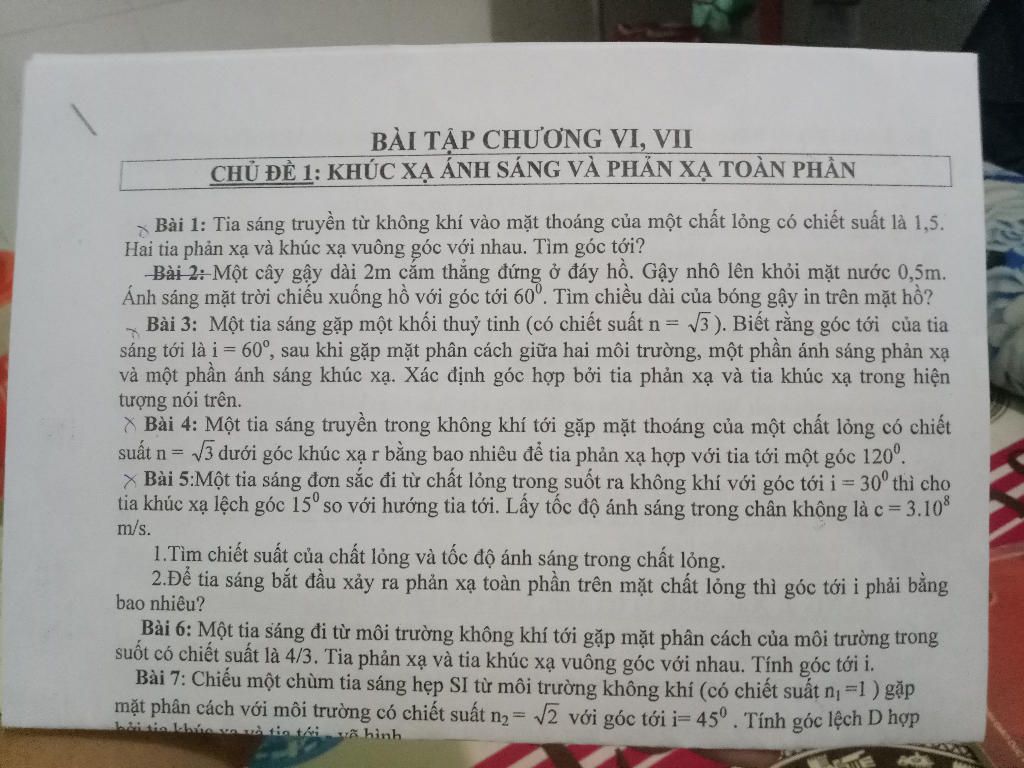 BÀI TẬP CHƯƠNG VI, VII
CHỦ ĐỀ 1: KHÚC XẠ ÁNH SÁNG VÀ PHẢN XẠ TOÀN PHẦN
Bài 1: Tia sáng truyền từ không khí vào mặt thoáng của một chất lỏng có chiết suất là 1,5.
Hai tia phản xạ và khúc xạ vuông góc với nhau. Tìm góc tới?
Bài 2: Một cây gậy dài 2m cắm thẳng đứng ở đáy hồ. Gậy nhô lên khỏi mặt nước 0,5m.
Ánh sáng mặt trời chiếu xuống hồ với góc tới 60⁰. Tìm chiều dài của bóng gậy in trên mặt hồ?
Bài 3: Một tia sáng gặp một khối thuỷ tinh (có chiết suất n = √3). Biết rằng góc tới của tia
sáng tới là i = 60°, sau khi gặp mặt phân cách giữa hai môi trường, một phần ánh sáng phản xạ
và một phần ánh sáng khúc xạ. Xác định góc hợp bởi tia phản xạ và tia khúc xạ trong hiện
tượng nói trên.
Bài 4: Một tia sáng truyền trong không khí tới gặp mặt thoáng của một chất lỏng có chiết
suất n = √3 dưới góc khúc xạ r bằng bao nhiêu để tia phản xạ hợp với tia tới một góc 120⁰.
Bài 5:Một tia sáng đơn sắc đi từ chất lỏng trong suốt ra không khí với góc tới i = 30⁰ thì cho
tia khúc xạ lệch góc 15⁰ so với hướng tia tới. Lấy tốc độ ánh sáng trong chân không là c = 3.10⁸
m/s.
1.Tìm chiết suất của chất lỏng và tốc độ ánh sáng trong chất lỏng.
2.Để tia sáng bắt đầu xảy ra phản xạ toàn phần trên mặt chất lỏng thì góc tới i phải bằng
bao nhiêu?
Bài 6: Một tia sáng đi từ môi trường không khí tới gặp mặt phân cách của môi trường trong
suốt có chiết suất là 4/3. Tia phản xạ và tia khúc xạ vuông góc với nhau. Tính góc tới i.
Bài 7: Chiếu một chùm tia sáng hẹp SI từ môi trường không khí (có chiết suất n₁ =1 ) gặp
mặt phân cách với môi trường có chiết suất n₂ = √2 với góc tới i= 45⁰ . Tính góc lệch D hợp
bởi tia khúc xạ và tia tới - vẽ hình